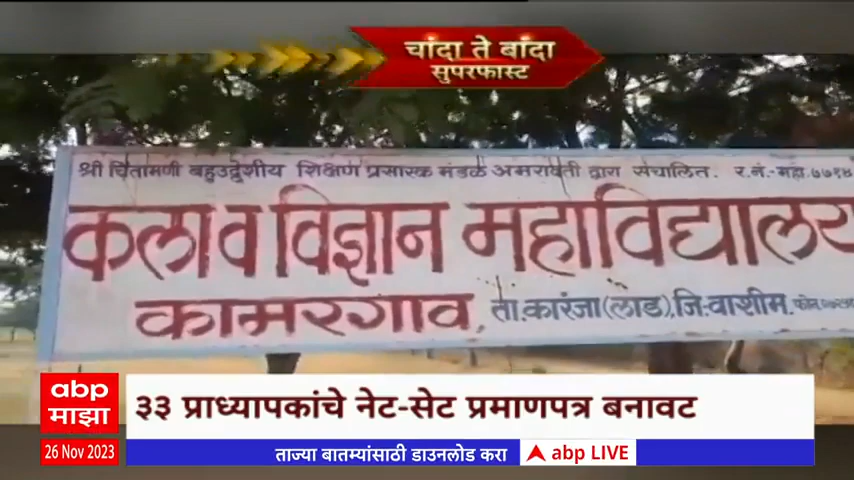 चांदा ते बांदा
सुपरफास्ट
श्री चिंतामणी बहुउद्देशीय शिक्षण प्रसारक मंडळ अमरावती द्वारा संचालित. र.नं.-महा.७७१४
कला व विज्ञान महाविद्यालय
कामरगाव, ता.कारंजा(लाड).जि:वाशीम. फोन
abp
माझा
३३ प्राध्यापकांचे नेट-सेट प्रमाणपत्र बनावट
26 Nov 2023
ताज्या बातम्यांसाठी डाउनलोड करा
abp LIVE